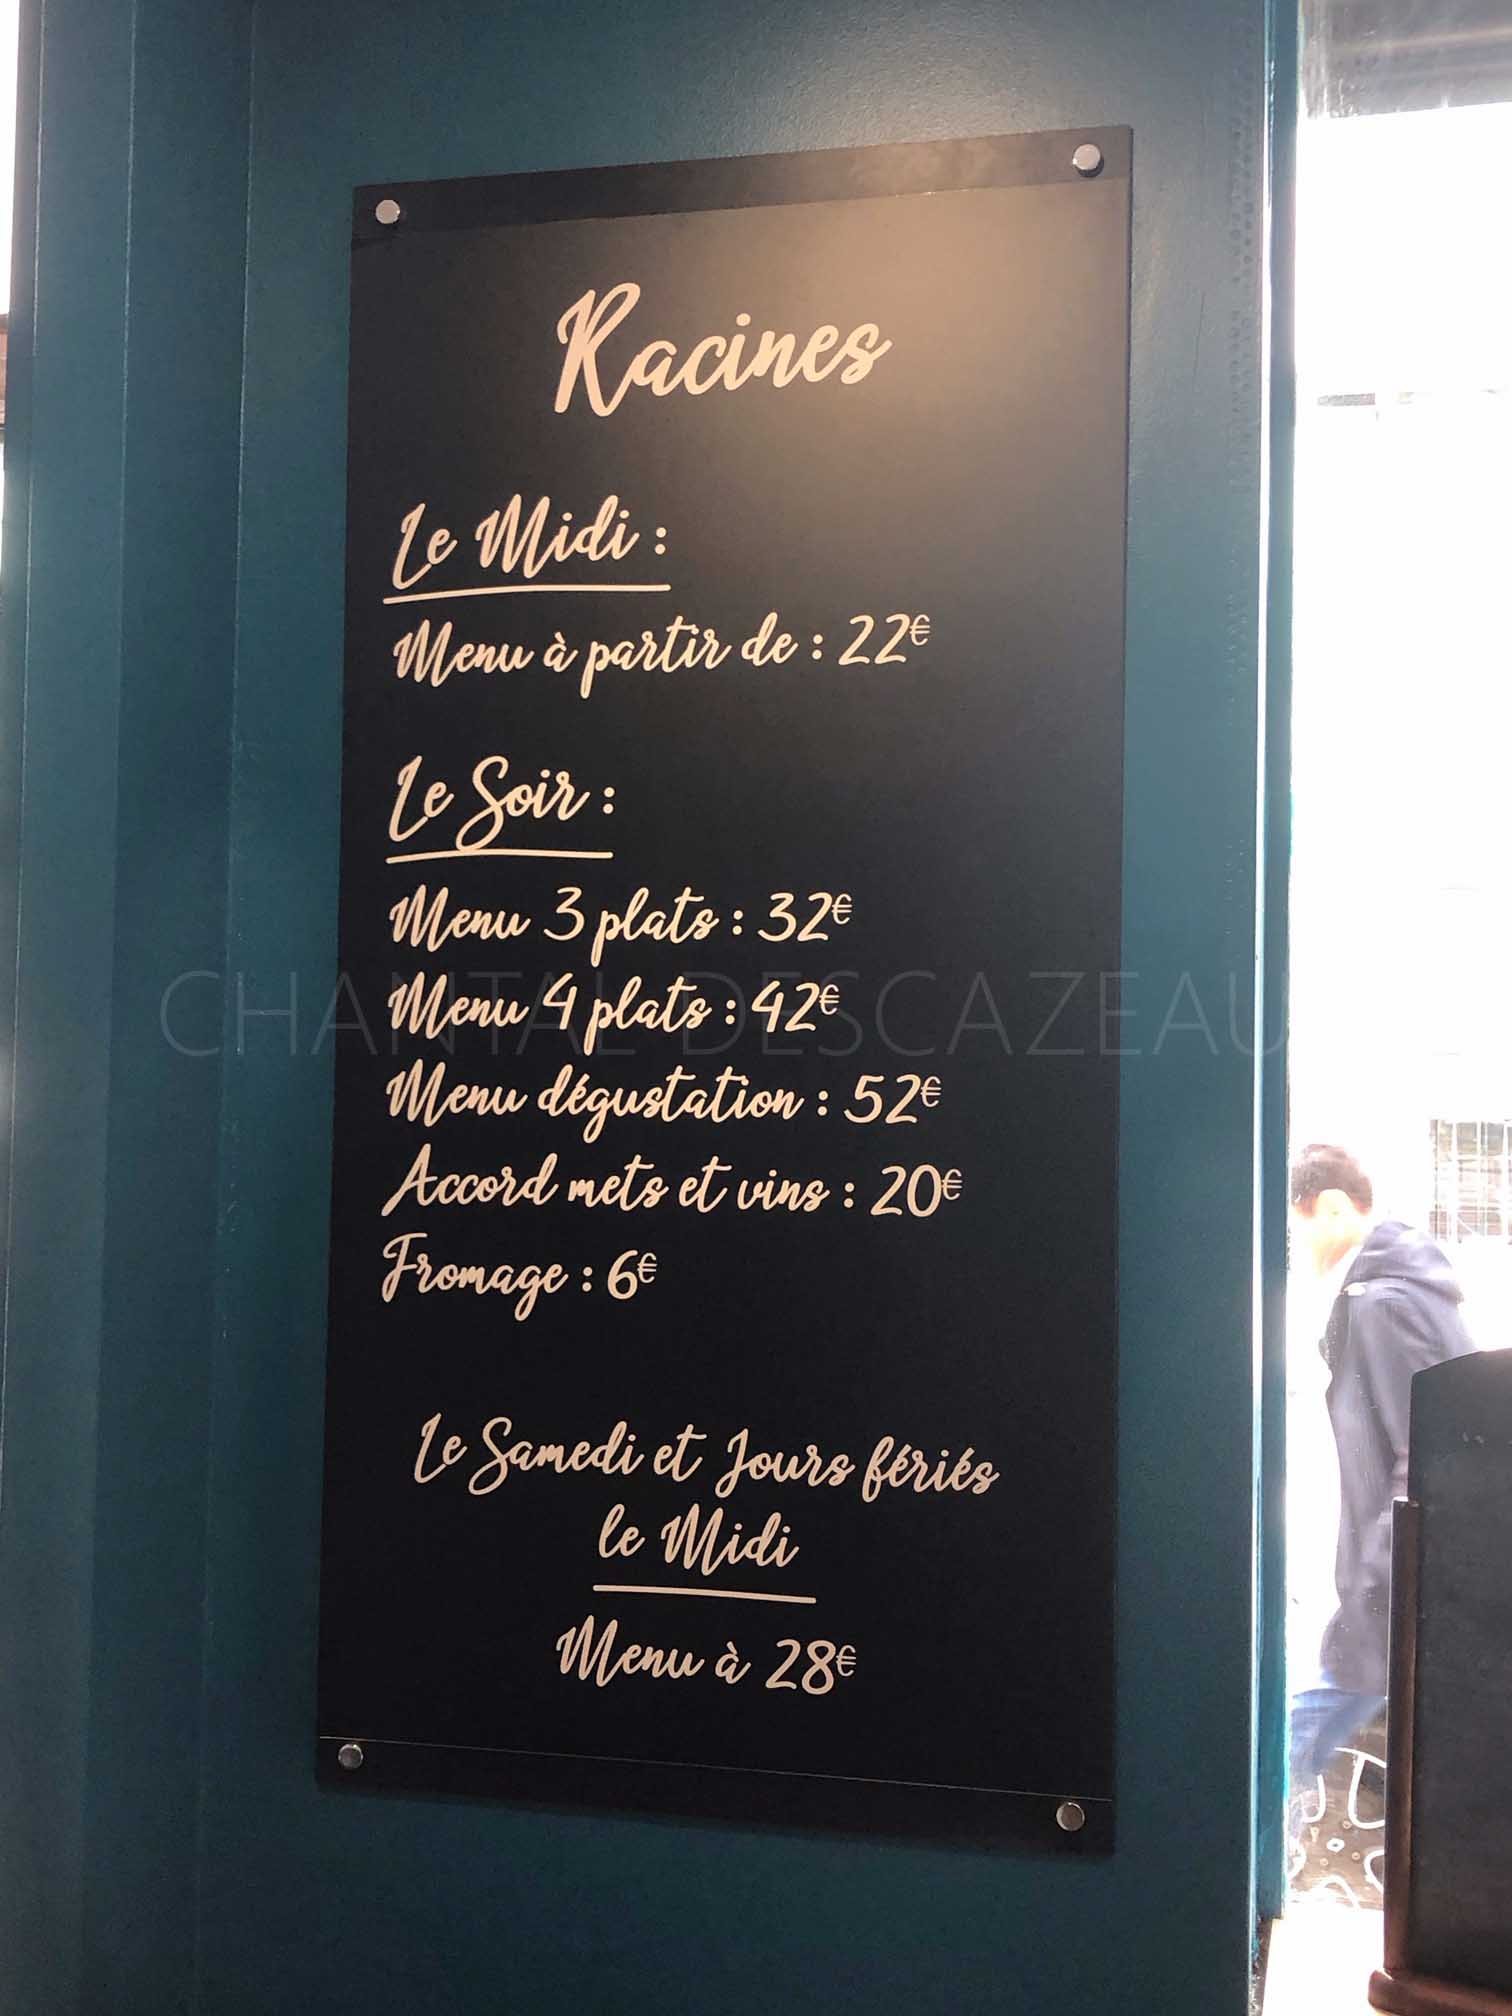 Racines
Le Midi :
Menu à partir de : 22€
Le Soir :
Menu 3 plats : 32€
Menu 4 plats : 42€
CHANTAL DESCAZEAU
Menu dégustation : 52€
Accord mets et vins : 20€
Fromage : 6€
Le Samedi et Jours fériés
le Midi
Menu à 28€